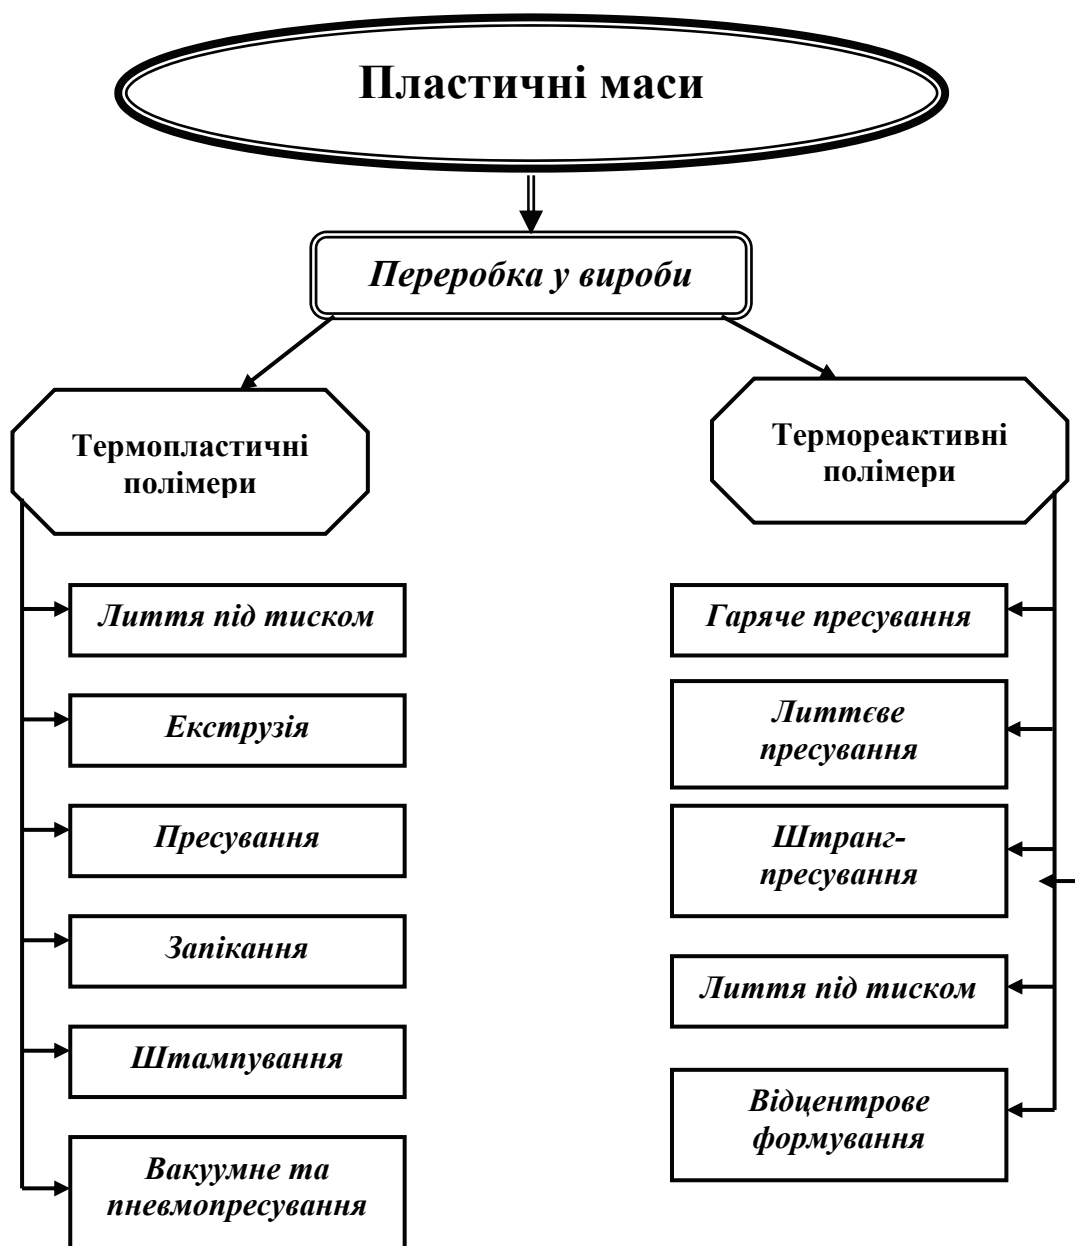 Пластичні маси
Переробка у вироби
Термопластичні
полімери
Лиття під тиском
Екструзія
Пресування
Запікання
Штампування
Вакуумне та
пневмопресування
Термореактивні
полімери
Гаряче пресування
Литтєве
пресування
Штранг-
пресування
Лиття під тиском
Відцентрове
формування